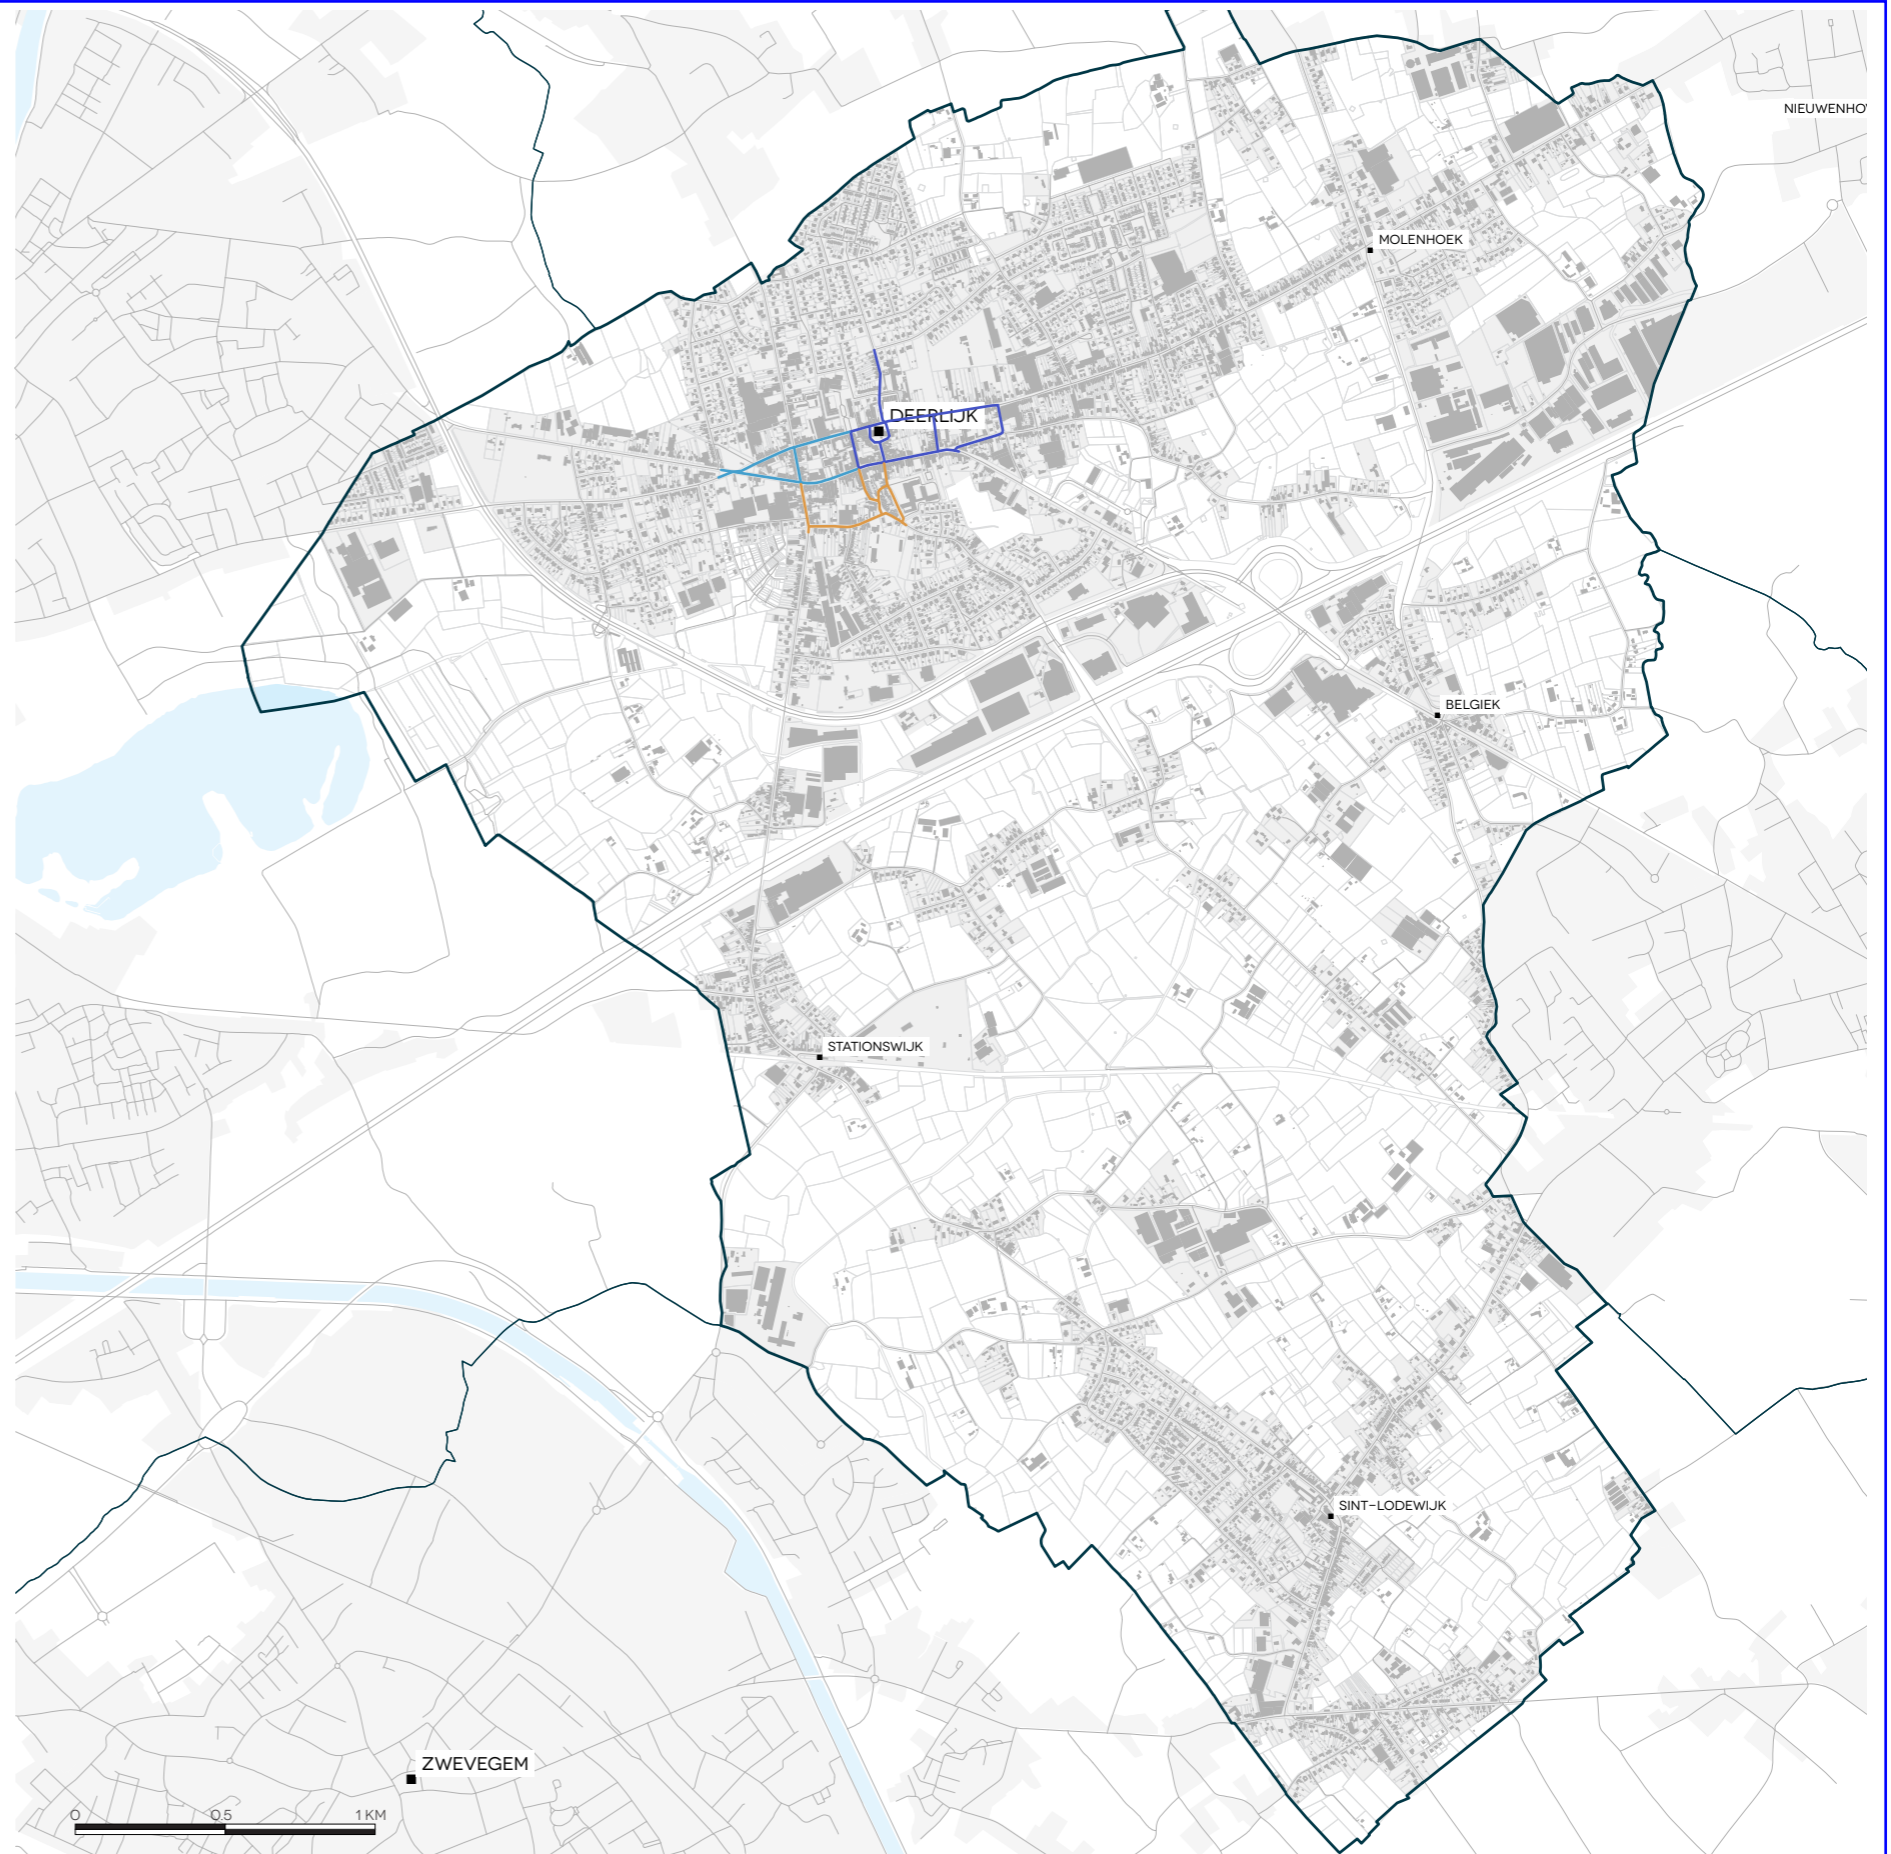 NIEUWENHO
MOLENHOEK
DEERLIJK
BELGIEK
STATIONSWIJK
SINT-LODEWIJK
ZWEVEGEM
0 0.5 1 KM